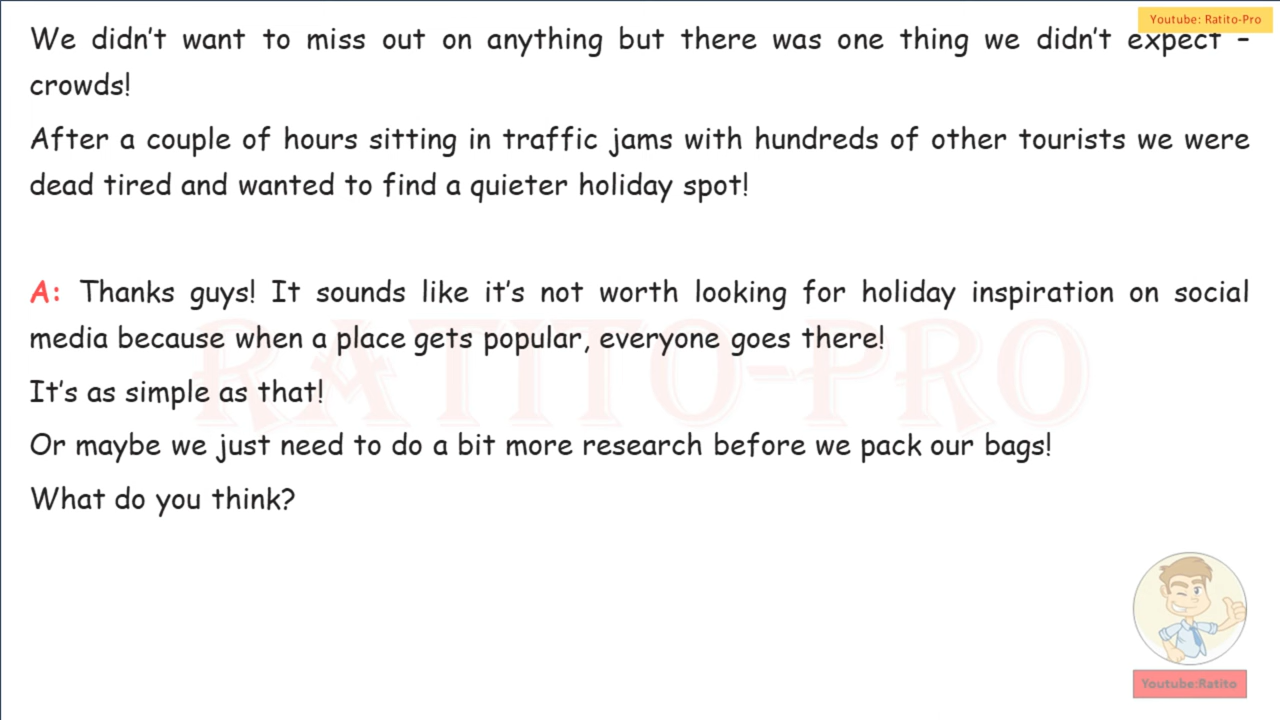 Youtube: Ratito-Pro
We didn't want to miss out on anything but there was one thing we didn't expect –
crowds!
After a couple of hours sitting in traffic jams with hundreds of other tourists we were
dead tired and wanted to find a quieter holiday spot!
A: Thanks guys! It sounds like it's not worth looking for holiday inspiration on social
media because when a place gets popular, everyone goes there!
RATITO-PRO
It's as simple as that!
Or maybe we just need to do a bit more research before we pack our bags!
What do you think?
Youtube:Ratito